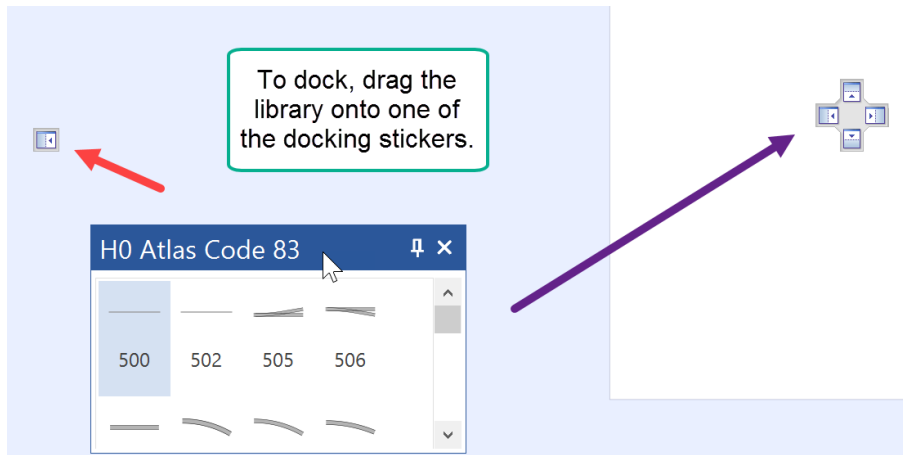 To dock, drag the
library onto one of
the docking stickers.
H0 Atlas Code 83
500 502 505 506